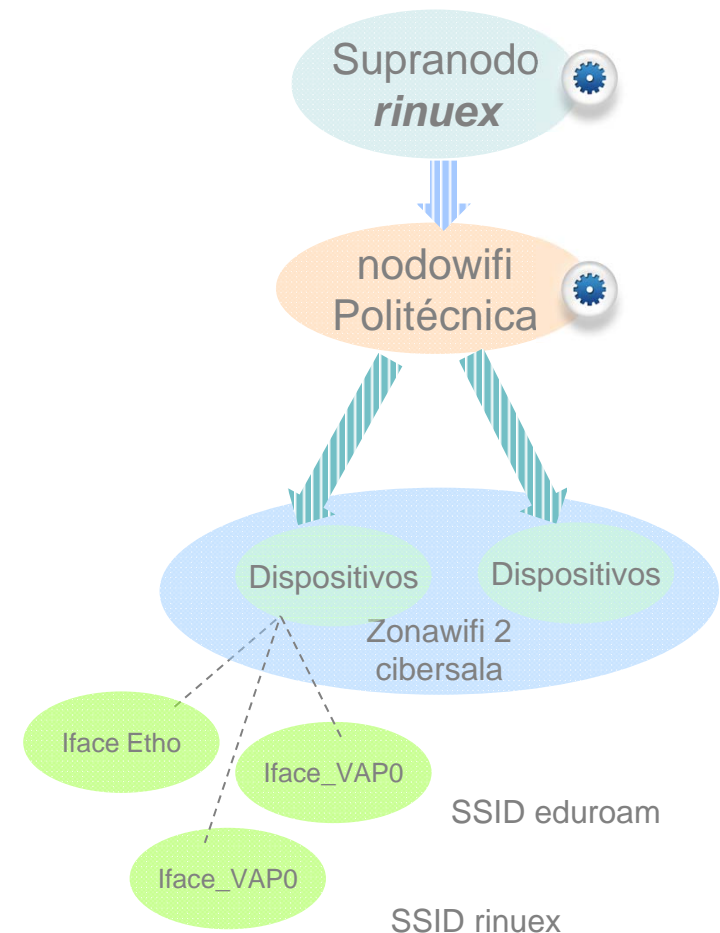 Supranodo
rinuex
nodowifi
Politécnica
Dispositivos
Dispositivos
Zonawifi 2
cibersala
Iface Etho
Iface_VAP0
SSID eduroam
Iface_VAP0
SSID rinuex